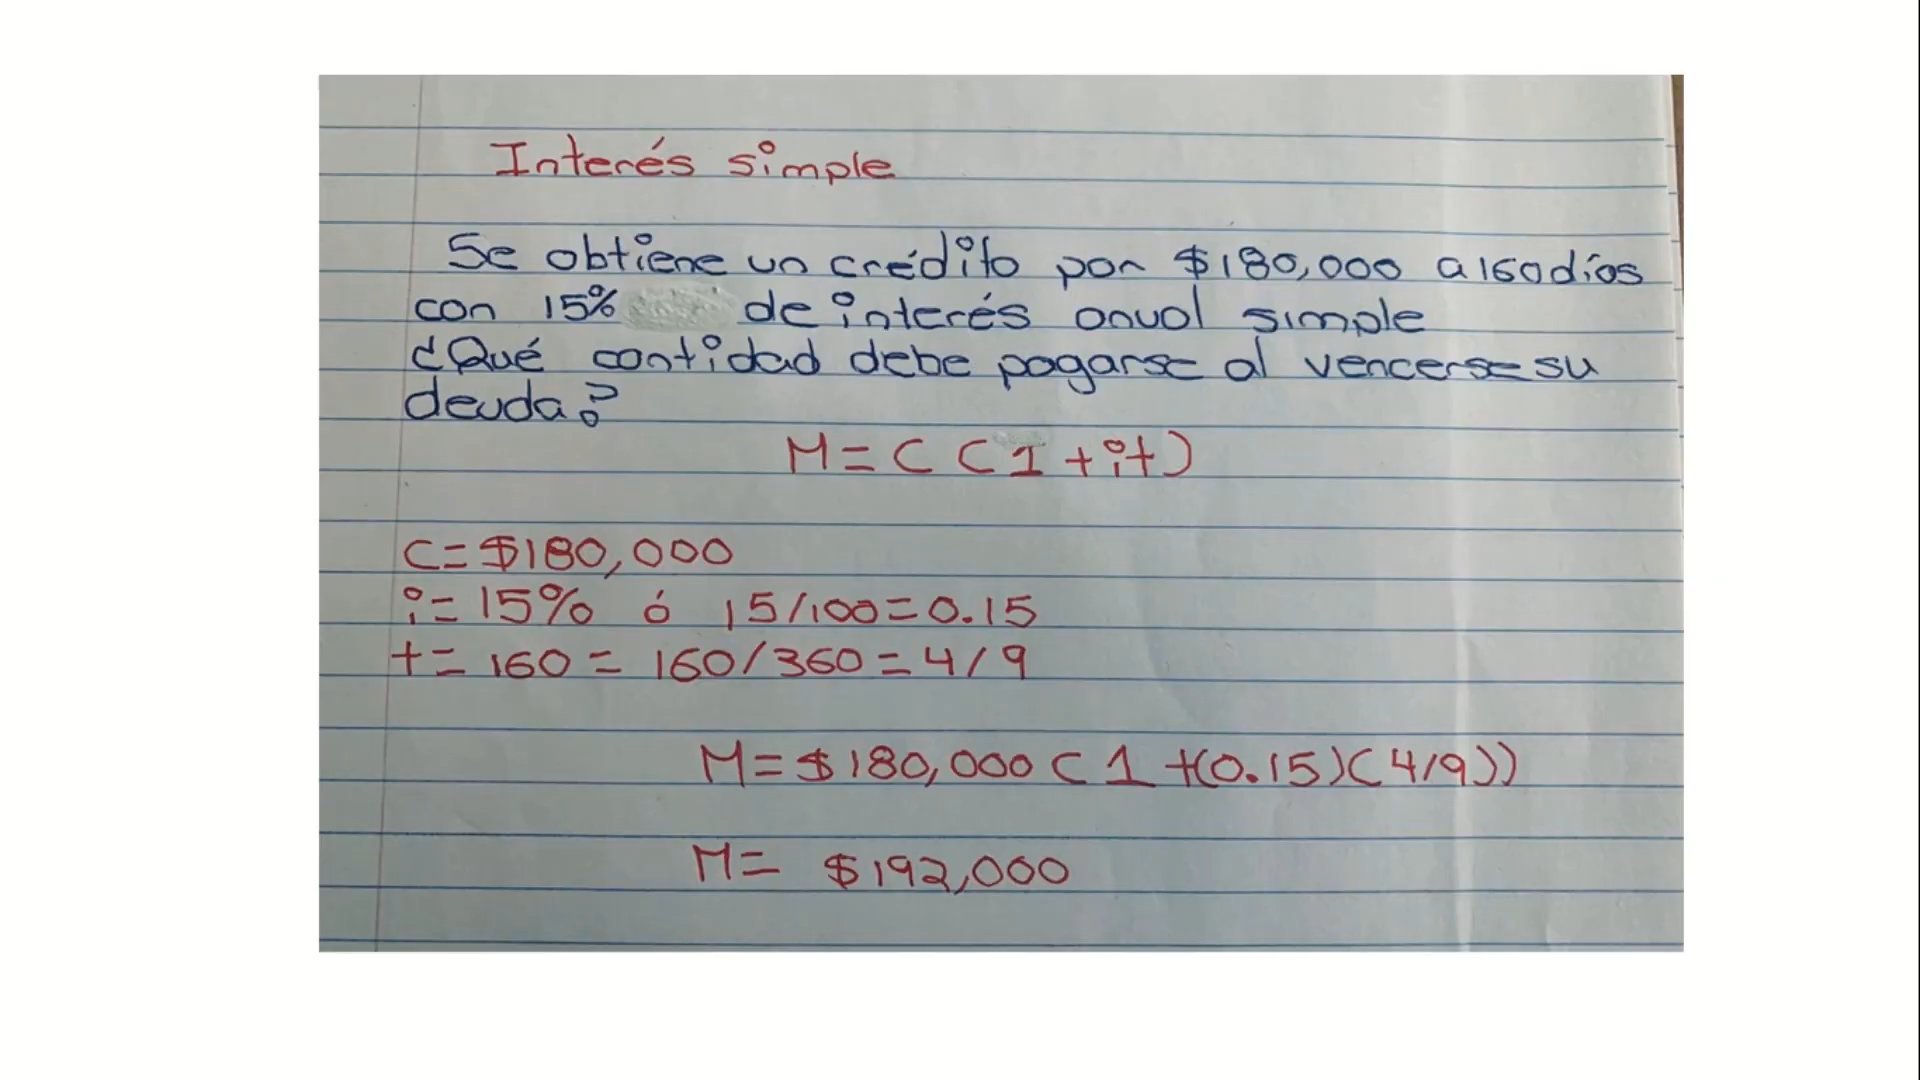 Interés simple
Se obtiene un crédito por $180,000 a 160 días
con 15% de interés anual simple
¿Qué cantidad debe pagarse al vencerse su
deuda?
M = C (1 + it)
C = $180,000
i = 15% ó 15/100 = 0.15
t = 160 = 160/360 = 4/9
M = $180,000 (1 + (0.15)(4/9))
M = $192,000